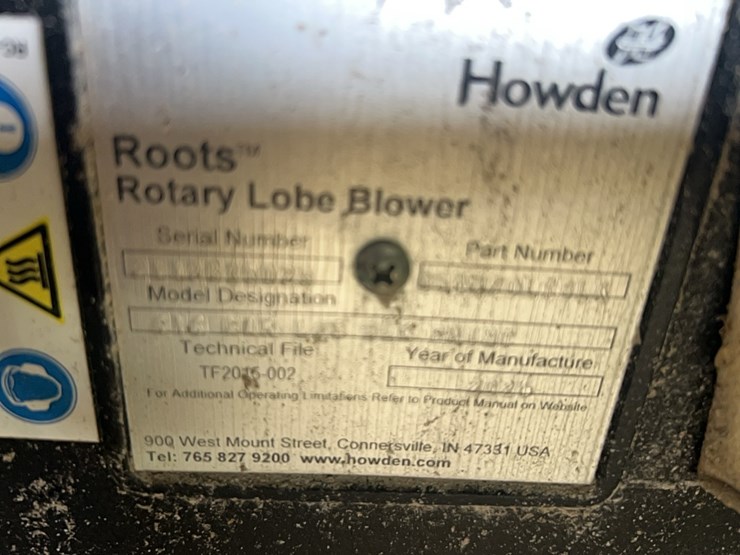 Howden
Roots™
Rotary Lobe Blower
Serial Number
Part Number
Model Designation
Technical File
Year of Manufacture
TF2015-002
For Additional Operating Limitations Refer to Product Manual on Website
900 West Mount Street, Connersville, IN 47331 USA
Tel: 765 827 9200 www.howden.com